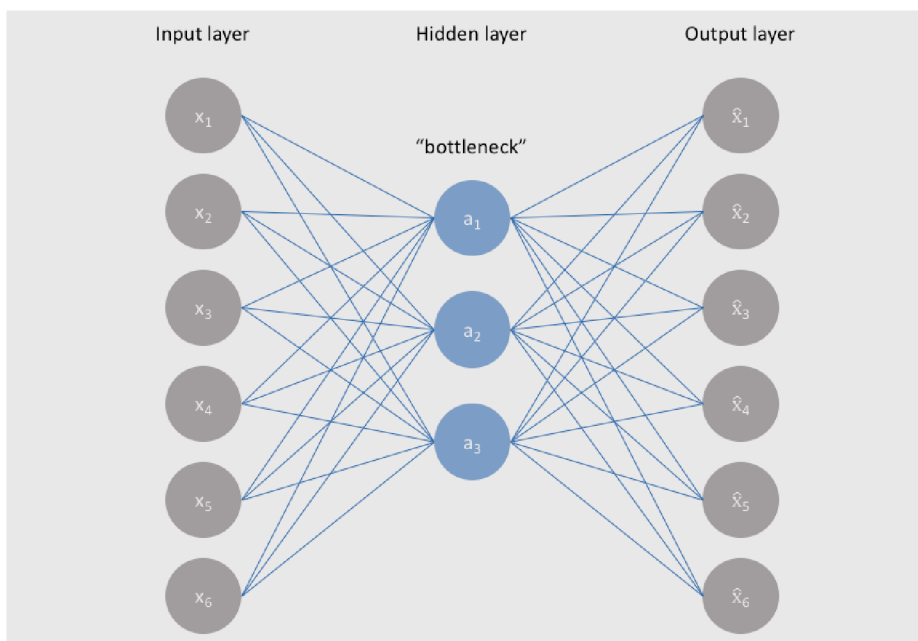 Input layer
Hidden layer
Output layer
“bottleneck”
x₁
x₂
x₃
x₄
x₅
x₆
a₁
a₂
a₃
x̂₁
x̂₂
x̂₃
x̂₄
x̂₅
x̂₆